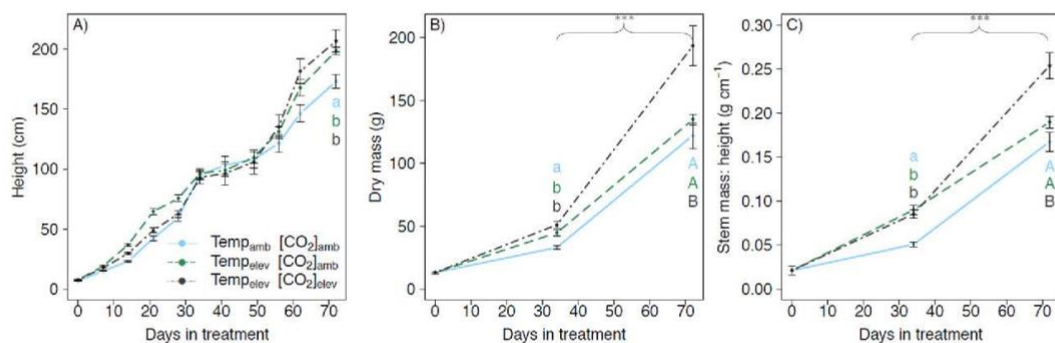 A)
Height (cm)
200
150
100
50
0
a
b
b
Temp_amb [CO₂]_amb
Temp_elev [CO₂]_amb
Temp_elev [CO₂]_elev
0 10 20 30 40 50 60 70
Days in treatment
B)
***
Dry mass (g)
200
150
100
50
0
a
b
b
A
A
B
0 10 20 30 40 50 60 70
Days in treatment
C)
***
Stem mass: height (g cm⁻¹)
0.30
0.25
0.20
0.15
0.10
0.05
0.00
a
b
b
A
A
B
0 10 20 30 40 50 60 70
Days in treatment